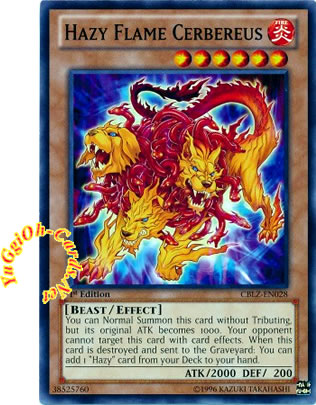 HAZY FLAME CERBEREUS
炎
FIRE
YuGgiOh-Cards.Net
1st Edition
CBLZ-EN028
[BEAST / EFFECT]
You can Normal Summon this card without Tributing,
but its original ATK becomes 1000. Your opponent
cannot target this card with card effects. When this
card is destroyed and sent to the Graveyard: You can
add 1 "Hazy" card from your Deck to your hand.
ATK/2000 DEF/ 200
38525760
©1996 KAZUKI TAKAHASHI